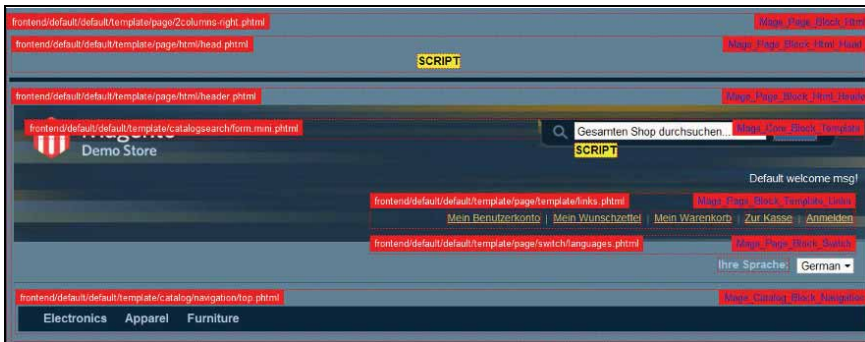 frontend/default/default/template/page/2columns-right.phtml Mage_Page_Block_Html
frontend/default/default/template/page/html/head.phtml Mage_Page_Block_Html_Head
SCRIPT
frontend/default/default/template/page/html/header.phtml Mage_Page_Block_Html_Header
frontend/default/default/template/catalogsearch/form.mini.phtml Gesamten Shop durchsuchen... Mage_Core_Block_Template
Demo Store SCRIPT
Default welcome msg!
frontend/default/default/template/page/template/links.phtml Mage_Page_Block_Template_Links
Mein Benutzerkonto | Mein Wunschzettel | Mein Warenkorb | Zur Kasse | Anmelden
frontend/default/default/template/page/switch/languages.phtml Mage_Page_Block_Switch
Ihre Sprache: German
frontend/default/default/template/catalog/navigation/top.phtml Mage_Catalog_Block_Navigation
Electronics Apparel Furniture